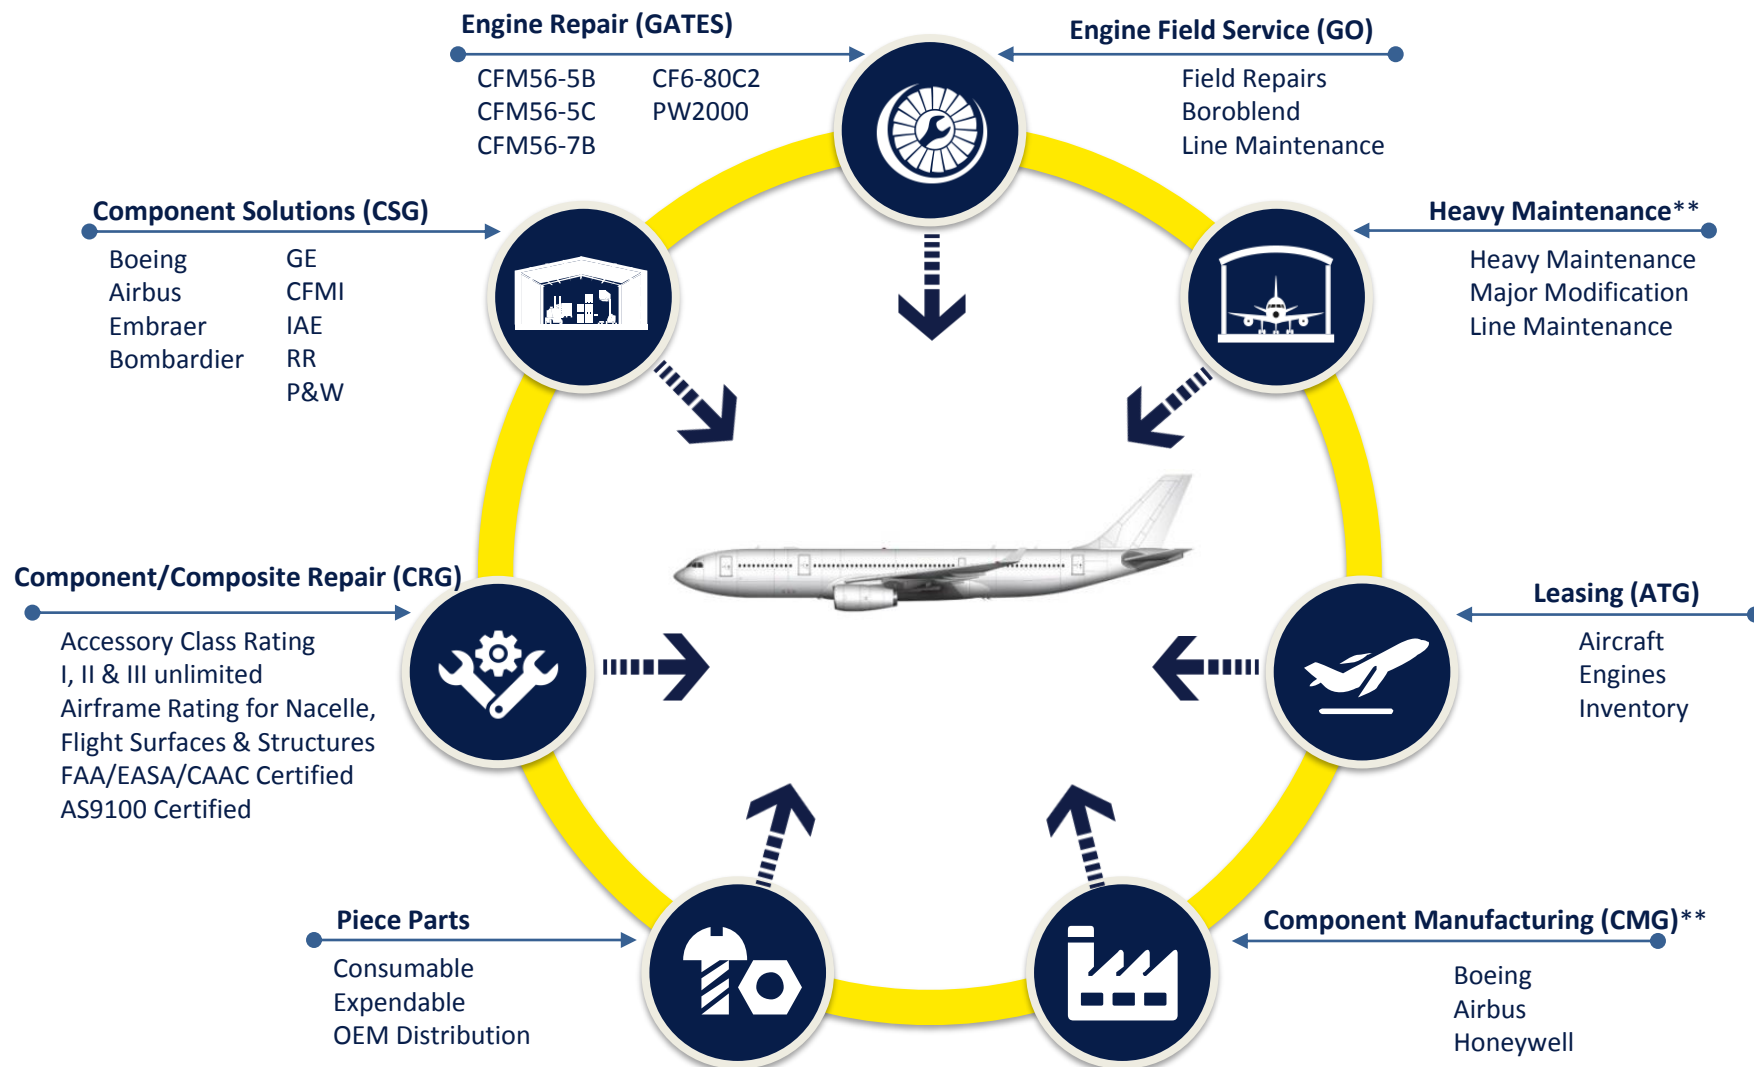 Engine Repair (GATES)
CFM56-5B
CFM56-5C
CFM56-7B
CF6-80C2
PW2000
Engine Field Service (GO)
Field Repairs
Boroblend
Line Maintenance
Component Solutions (CSG)
Boeing
Airbus
Embraer
Bombardier
GE
CFMI
IAE
RR
P&W
Heavy Maintenance**
Heavy Maintenance
Major Modification
Line Maintenance
Component/Composite Repair (CRG)
Accessory Class Rating
I, II & III unlimited
Airframe Rating for Nacelle,
Flight Surfaces & Structures
FAA/EASA/CAAC Certified
AS9100 Certified
Leasing (ATG)
Aircraft
Engines
Inventory
Piece Parts
Consumable
Expendable
OEM Distribution
Component Manufacturing (CMG)**
Boeing
Airbus
Honeywell